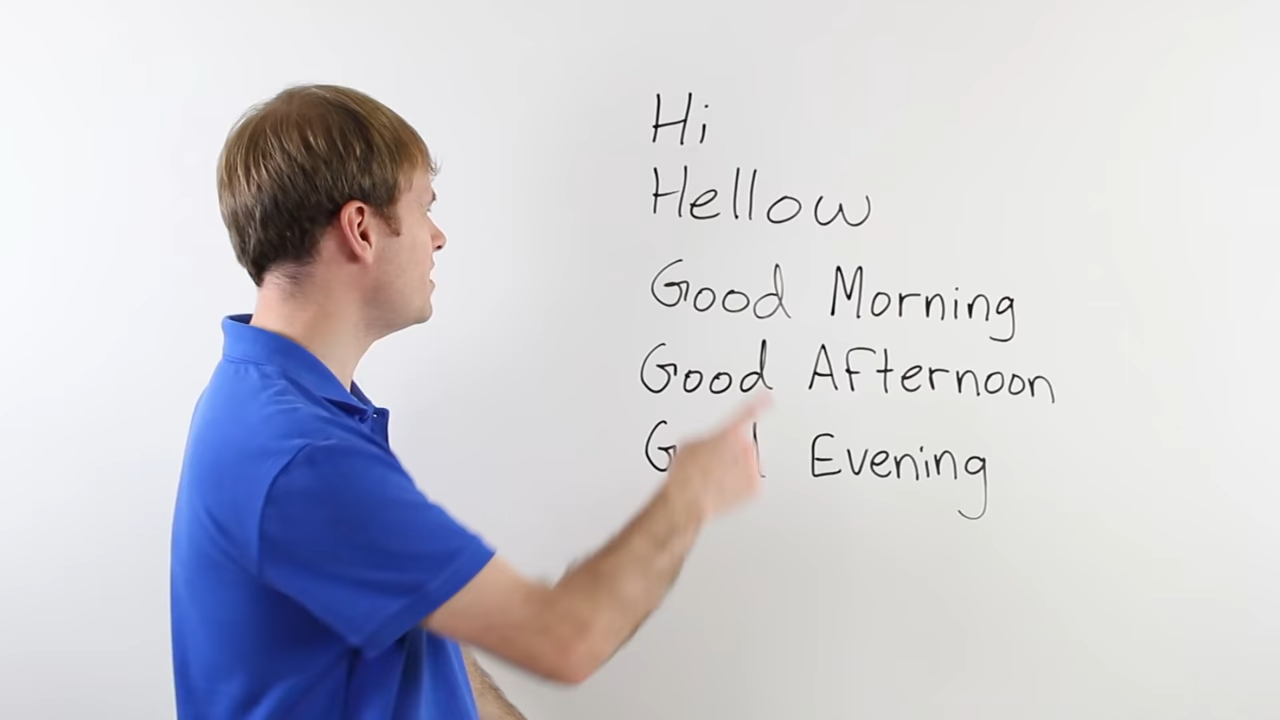 Hi
Hellow
Good Morning
Good Afternoon
Evening